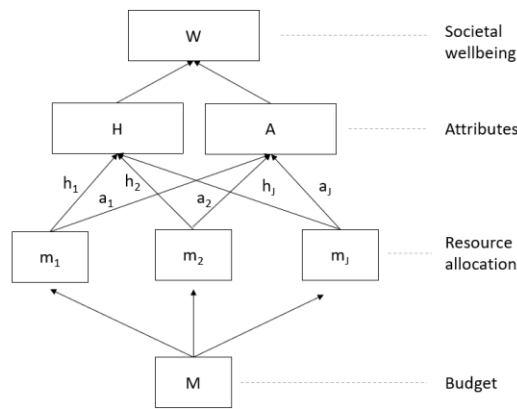 W
Societal
wellbeing
H
A
Attributes
h₁
h₂
hJ
aJ
a₁
a₂
m₁
m₂
mJ
Resource
allocation
M
Budget